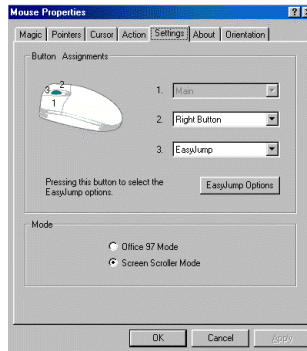 Mouse Properties
Magic Pointers Cursor Action Settings About Orientation
Button Assignments
3 2
1
1. Main
2. Right Button
3. EasyJump
Pressing this button to select the
EasyJump options.
EasyJump Options
Mode
Office 97 Mode
Screen Scroller Mode
OK Cancel Apply